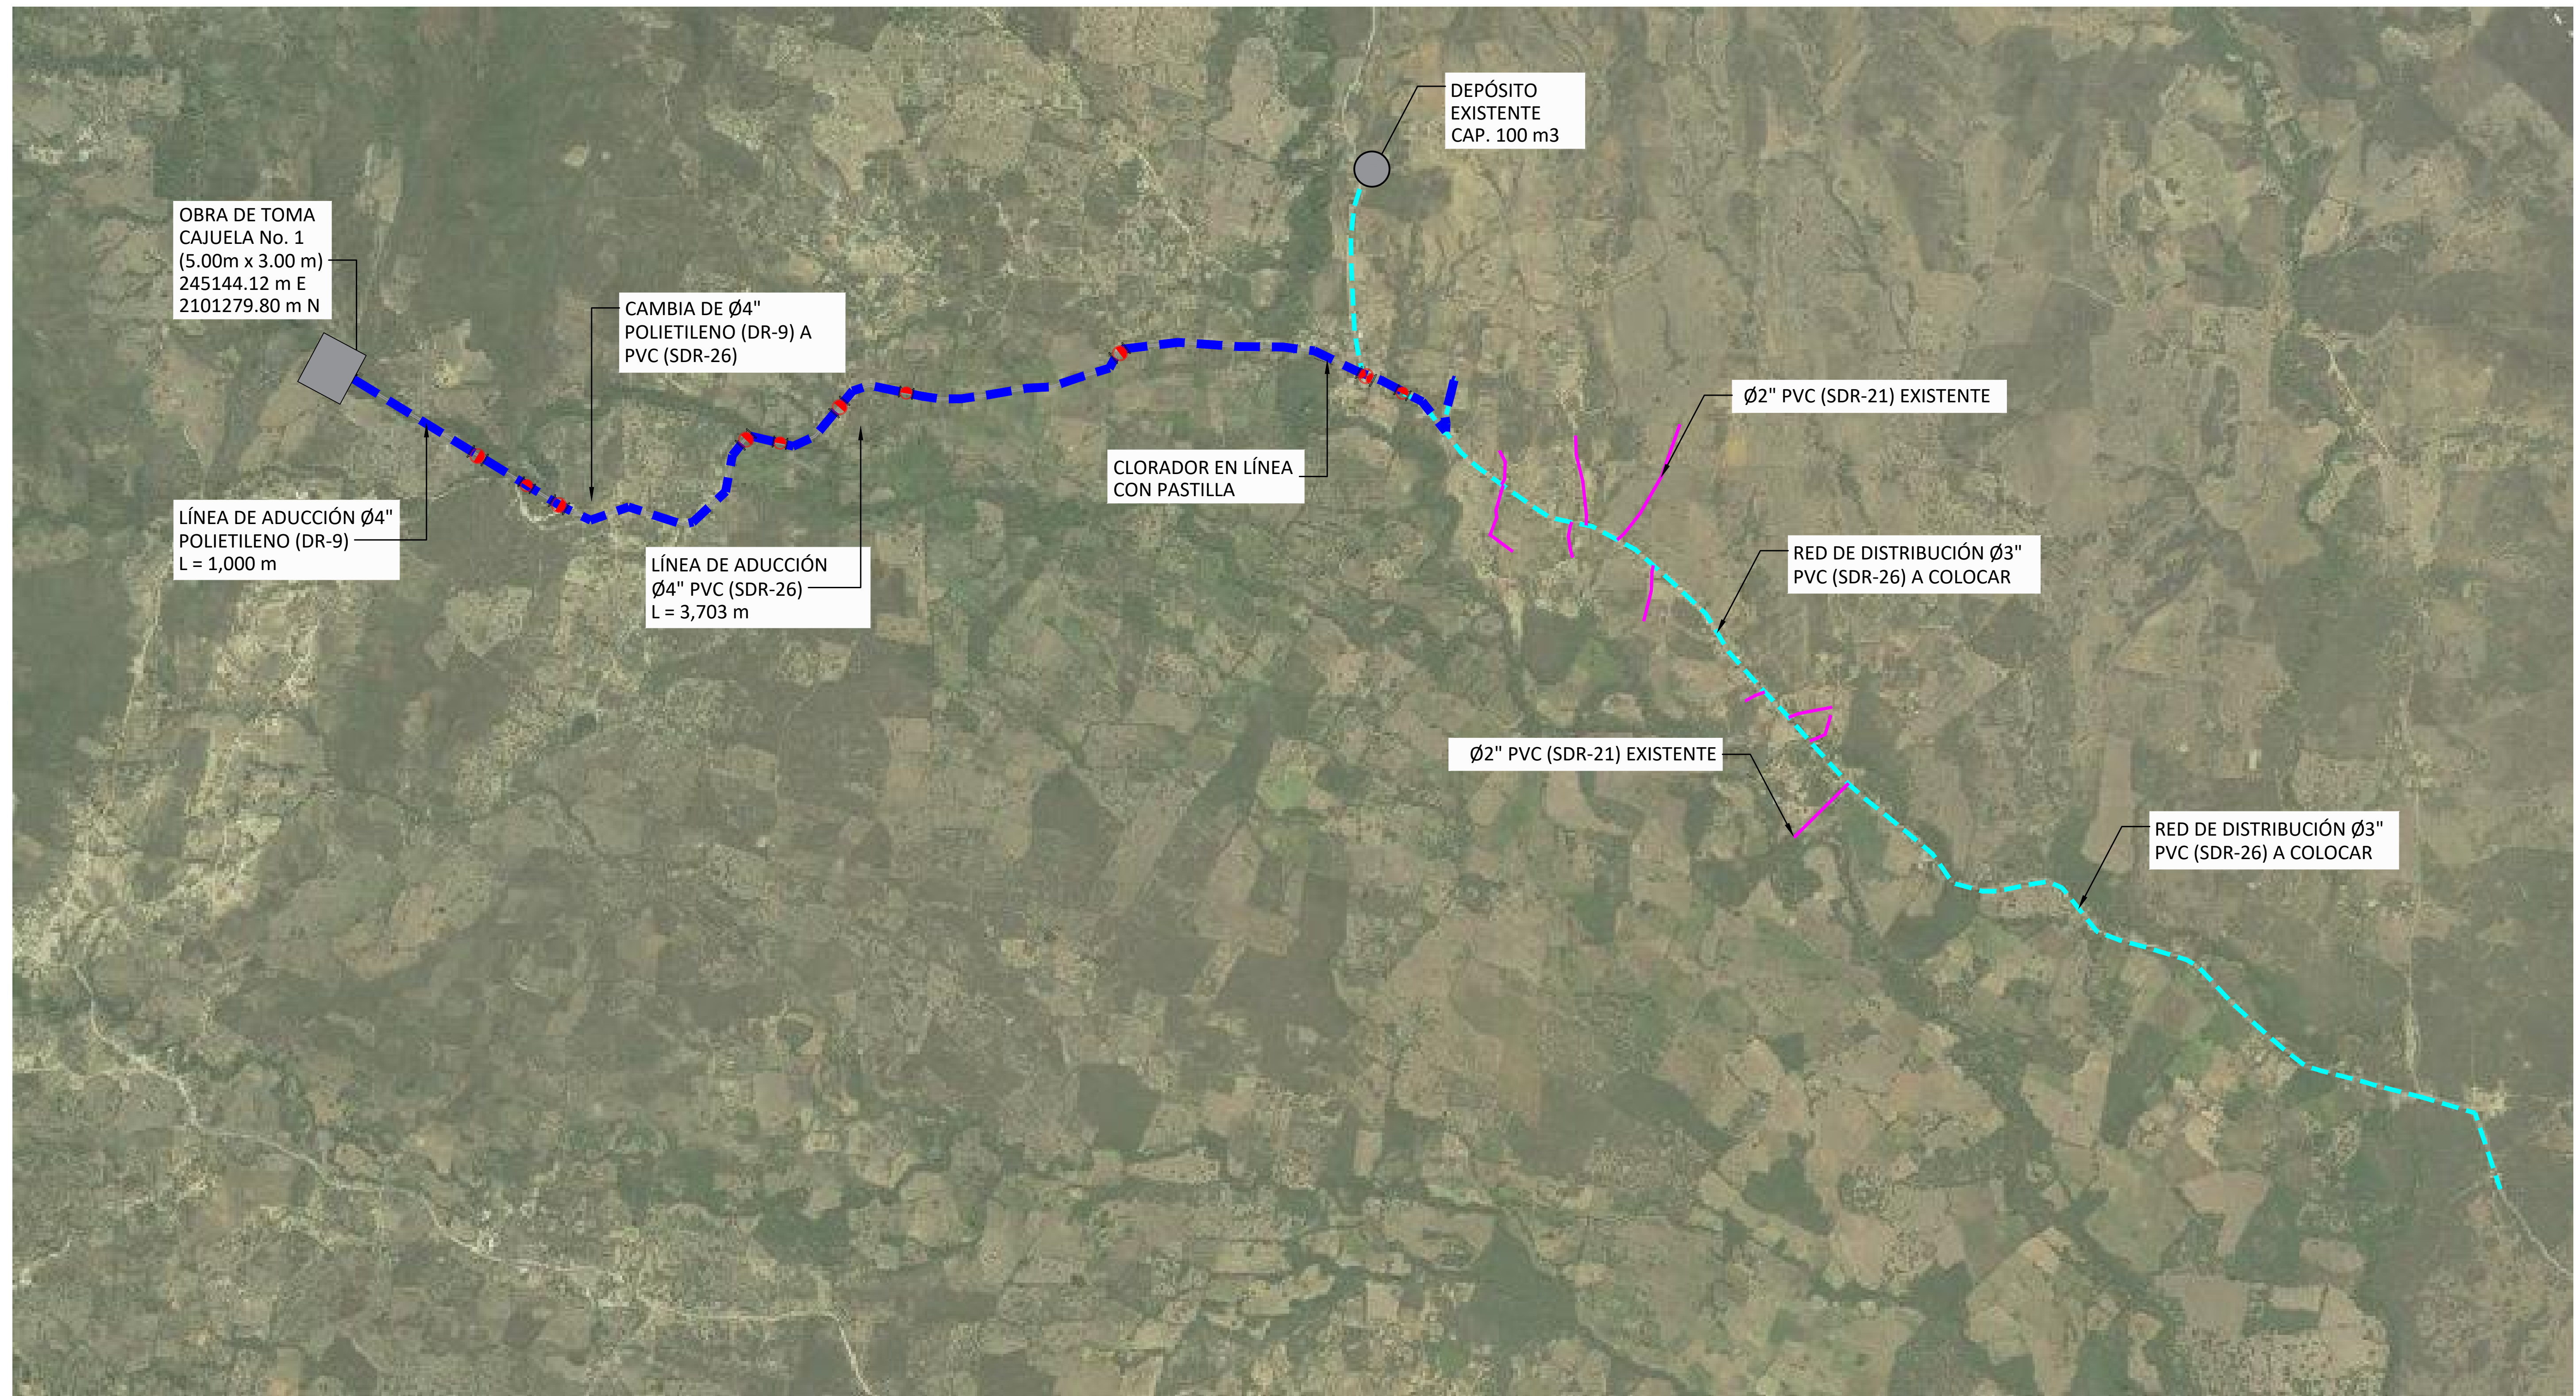 DEPÓSITO
EXISTENTE
CAP. 100 m3
OBRA DE TOMA
CAJUELA No. 1
(5.00m x 3.00 m)
245144.12 m E
2101279.80 m N
CAMBIA DE Ø4"
POLIETILENO (DR-9) A
PVC (SDR-26)
Ø2" PVC (SDR-21) EXISTENTE
CLORADOR EN LÍNEA
CON PASTILLA
LÍNEA DE ADUCCIÓN Ø4"
POLIETILENO (DR-9)
L = 1,000 m
LÍNEA DE ADUCCIÓN
Ø4" PVC (SDR-26)
L = 3,703 m
RED DE DISTRIBUCIÓN Ø3"
PVC (SDR-26) A COLOCAR
Ø2" PVC (SDR-21) EXISTENTE
RED DE DISTRIBUCIÓN Ø3"
PVC (SDR-26) A COLOCAR